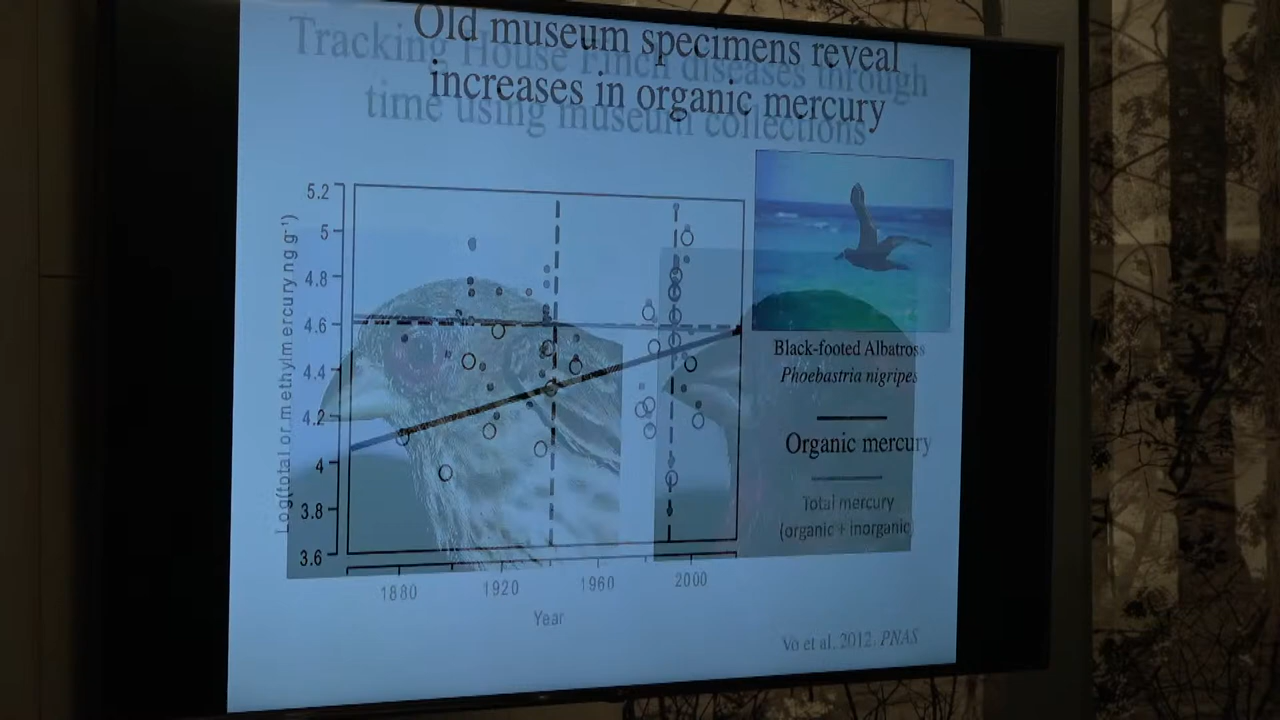 Old museum specimens reveal
increases in organic mercury
Tracking House Finch diseases through
time using museum collections
Log(total or methylmercury ng g⁻¹)
5.2
5
4.8
4.6
4.4
4.2
4
3.8
3.6
1880
1920
1960
2000
Year
Black-footed Albatross
Phoebastria nigripes
Organic mercury
Total mercury
(organic + inorganic)
Vo et al. 2012. PNAS